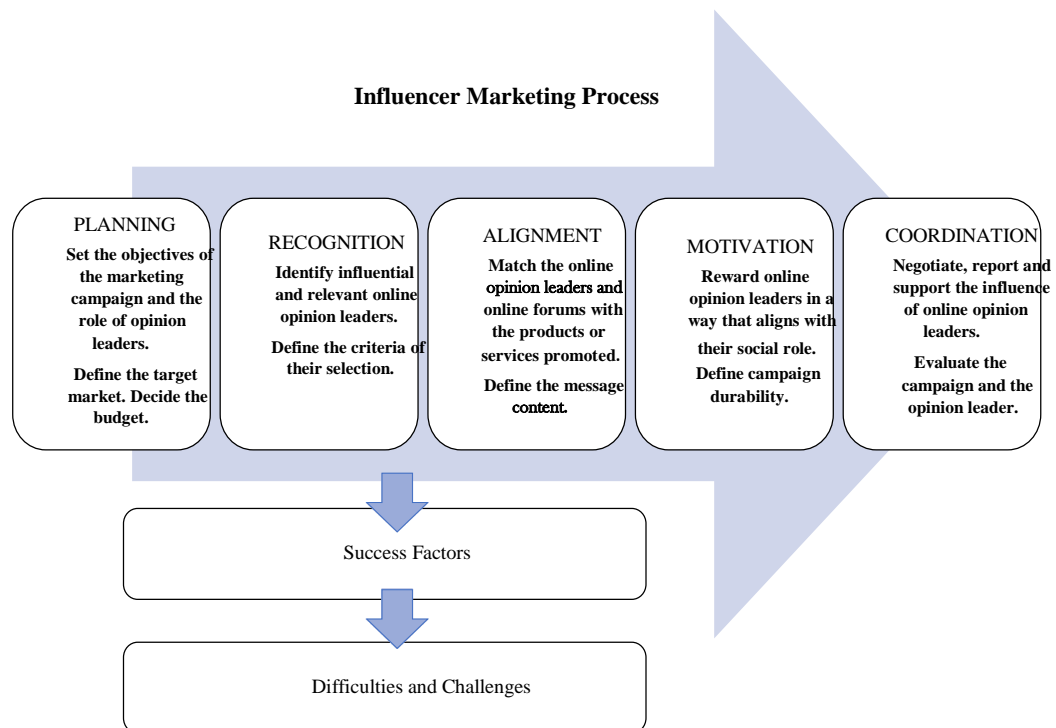 Influencer Marketing Process
PLANNING
Set the objectives of
the marketing
campaign and the
role of opinion
leaders.
Define the target
market. Decide the
budget.
RECOGNITION
Identify influential
and relevant online
opinion leaders.
Define the criteria of
their selection.
ALIGNMENT
Match the online
opinion leaders and
online forums with
the products or
services promoted.
Define the message
content.
MOTIVATION
Reward online
opinion leaders in a
way that aligns with
their social role.
Define campaign
durability.
COORDINATION
Negotiate, report and
support the influence
of online opinion
leaders.
Evaluate the
campaign and the
opinion leader.
Success Factors
Difficulties and Challenges